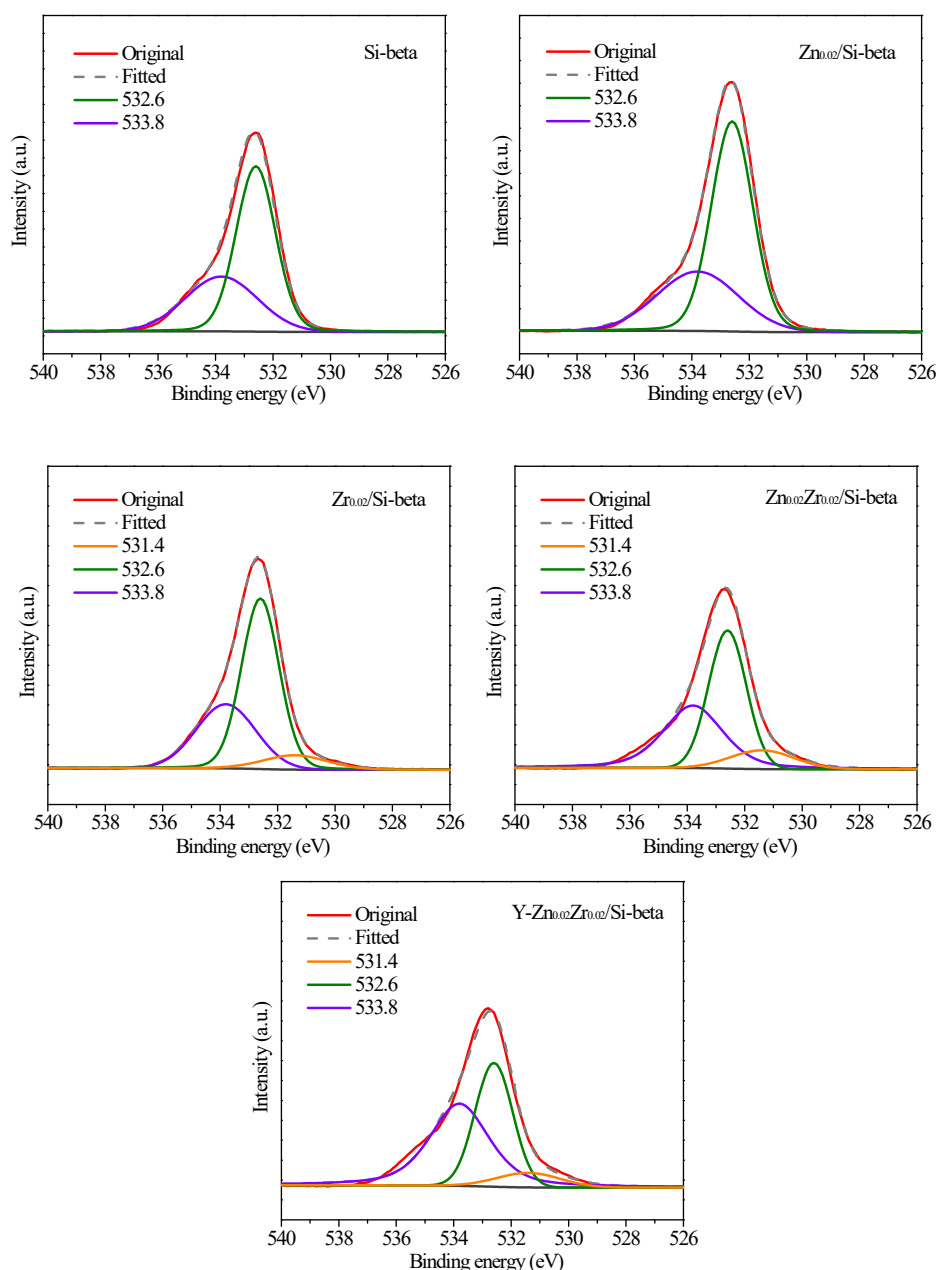 Original
Fitted
532.6
533.8
Si-beta
Intensity (a.u.)
540 538 536 534 532 530 528 526
Binding energy (eV)
Original
Fitted
532.6
533.8
Zn0.02/Si-beta
Intensity (a.u.)
540 538 536 534 532 530 528 526
Binding energy (eV)
Original
Fitted
531.4
532.6
533.8
Zr0.02/Si-beta
Intensity (a.u.)
540 538 536 534 532 530 528 526
Binding energy (eV)
Original
Fitted
531.4
532.6
533.8
Zn0.02Zr0.02/Si-beta
Intensity (a.u.)
540 538 536 534 532 530 528 526
Binding energy (eV)
Original
Fitted
531.4
532.6
533.8
Y-Zn0.02Zr0.02/Si-beta
Intensity (a.u.)
540 538 536 534 532 530 528 526
Binding energy (eV)